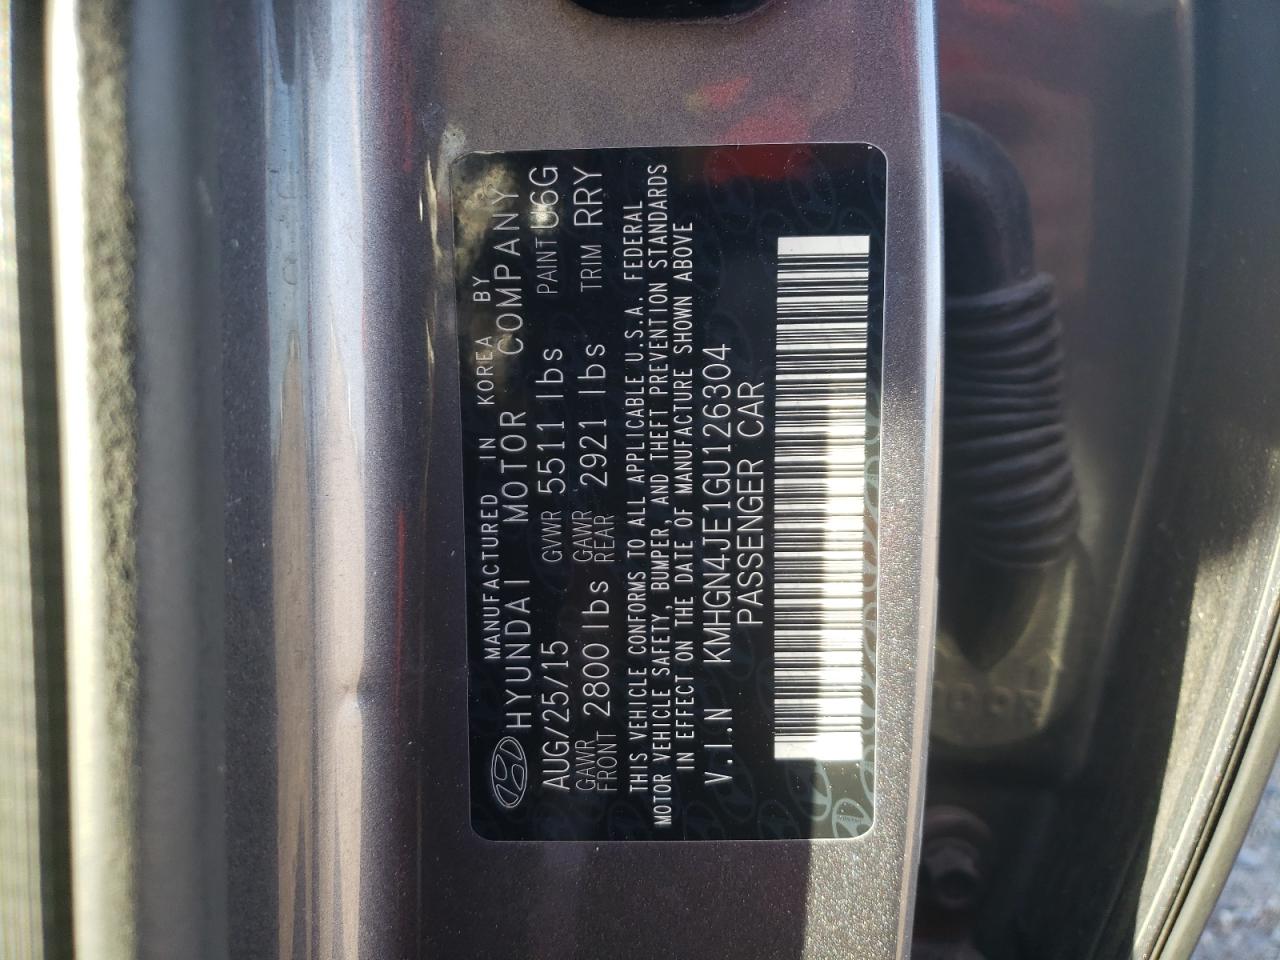 MANUFACTURED IN KOREA BY
HYUNDAI MOTOR COMPANY
AUG/25/15 GVWR 5511 lbs PAINT U6G
GAWR FRONT 2800 lbs GAWR REAR 2921 lbs TRIM RRY
THIS VEHICLE CONFORMS TO ALL APPLICABLE U.S.A. FEDERAL
MOTOR VEHICLE SAFETY, BUMPER, AND THEFT PREVENTION STANDARDS
IN EFFECT ON THE DATE OF MANUFACTURE SHOWN ABOVE
V.I.N KMHGN4JE1GU126304
PASSENGER CAR